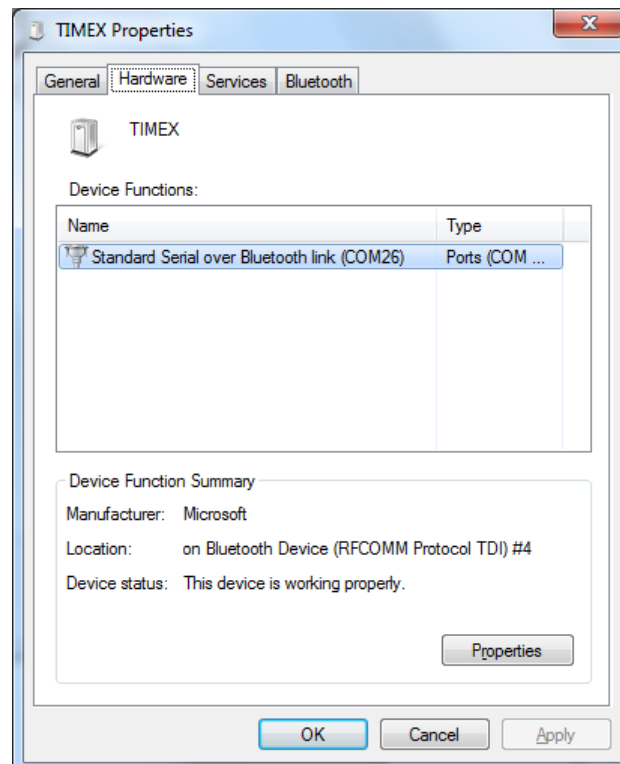 TIMEX Properties
General Hardware Services Bluetooth
TIMEX
Device Functions:
Name Type
Standard Serial over Bluetooth link (COM26) Ports (COM ...
Device Function Summary
Manufacturer: Microsoft
Location: on Bluetooth Device (RFCOMM Protocol TDI) #4
Device status: This device is working properly.
Properties
OK Cancel Apply